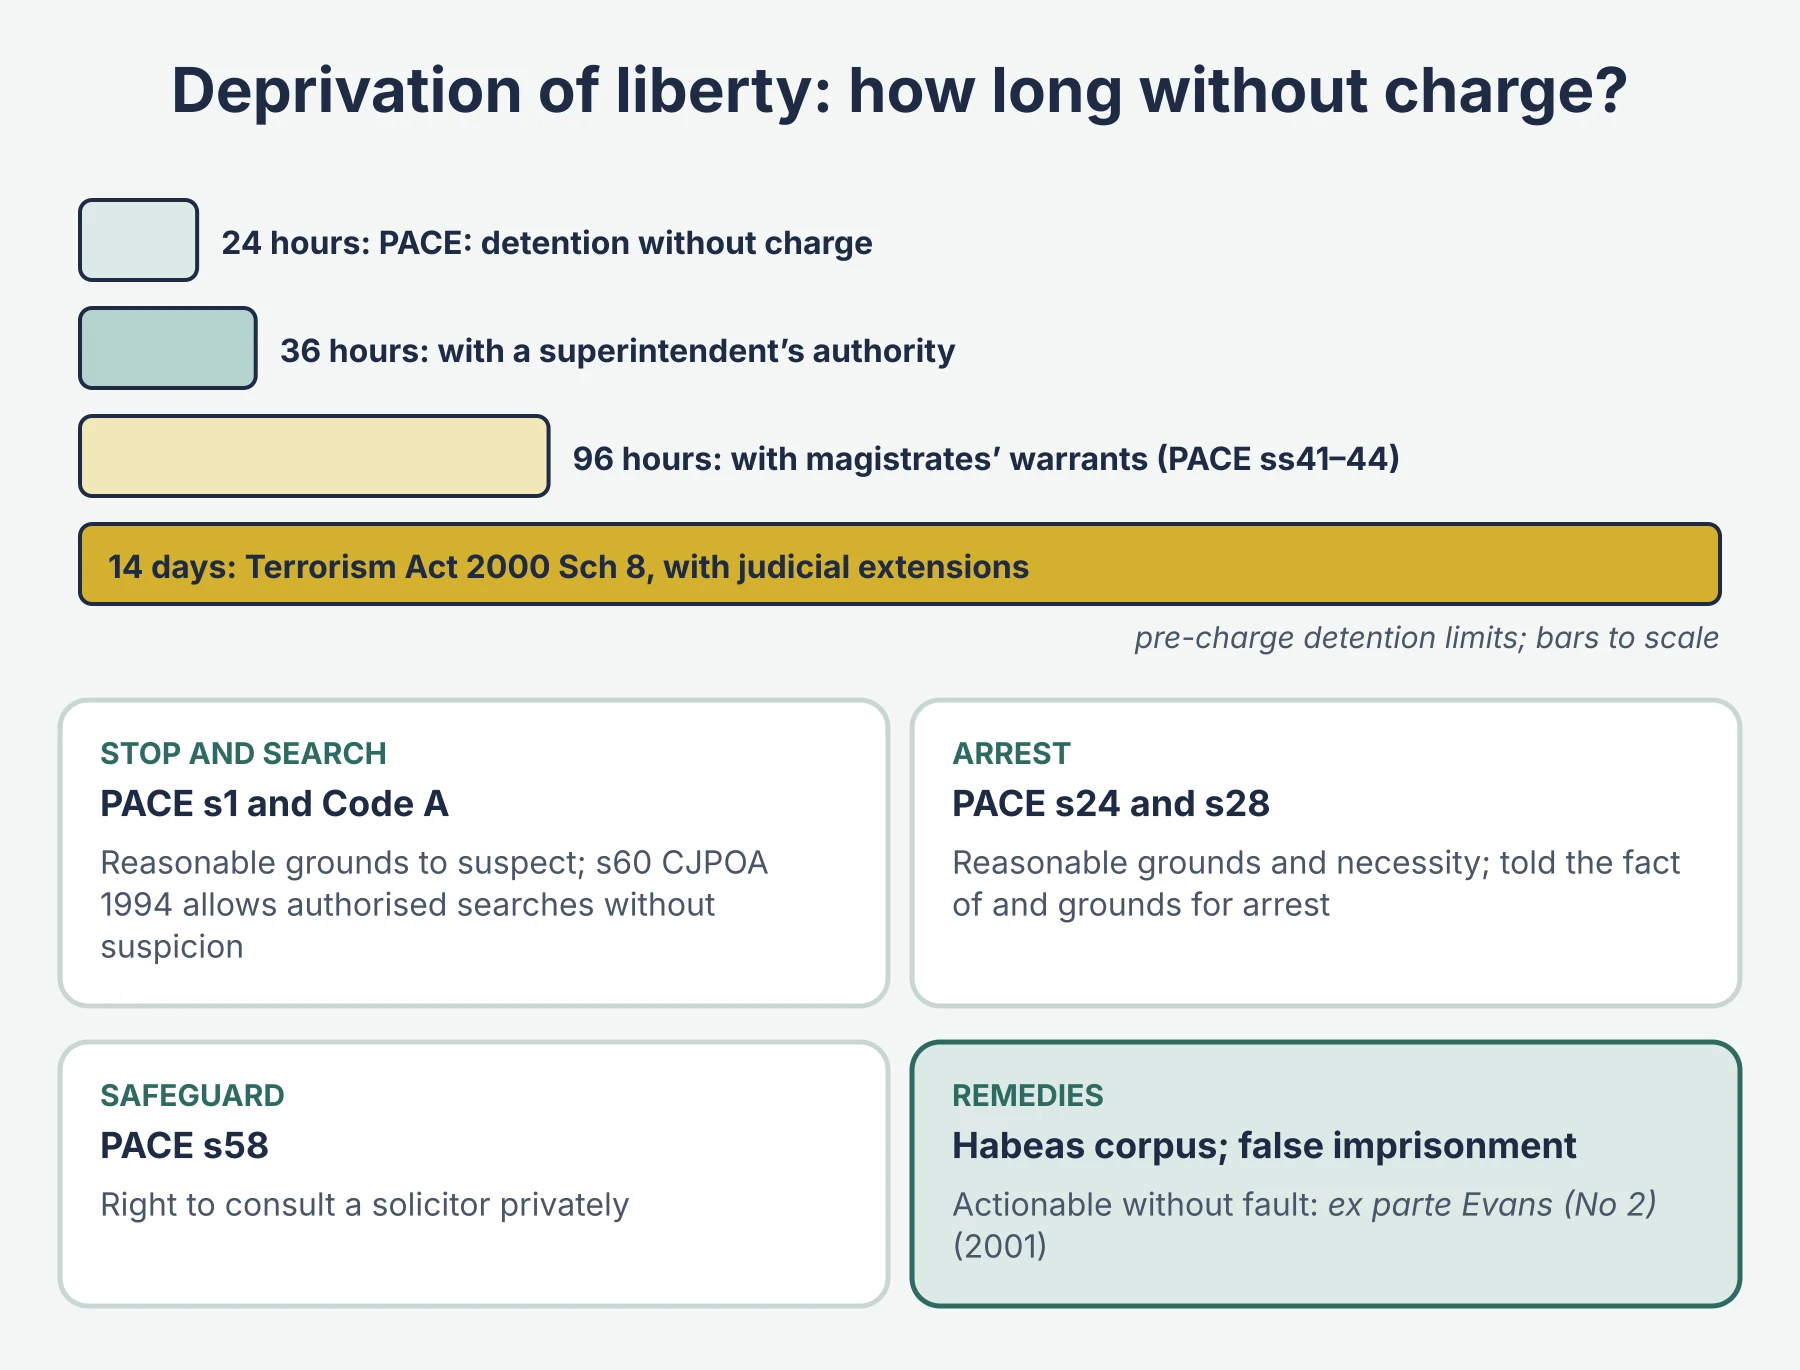 Deprivation of liberty: how long without charge?
24 hours: PACE: detention without charge
36 hours: with a superintendent’s authority
96 hours: with magistrates’ warrants (PACE ss41–44)
14 days: Terrorism Act 2000 Sch 8, with judicial extensions
pre-charge detention limits; bars to scale
STOP AND SEARCH
PACE s1 and Code A
Reasonable grounds to suspect; s60 CJPOA
1994 allows authorised searches without
suspicion
ARREST
PACE s24 and s28
Reasonable grounds and necessity; told the fact
of and grounds for arrest
SAFEGUARD
PACE s58
Right to consult a solicitor privately
REMEDIES
Habeas corpus; false imprisonment
Actionable without fault: ex parte Evans (No 2)
(2001)